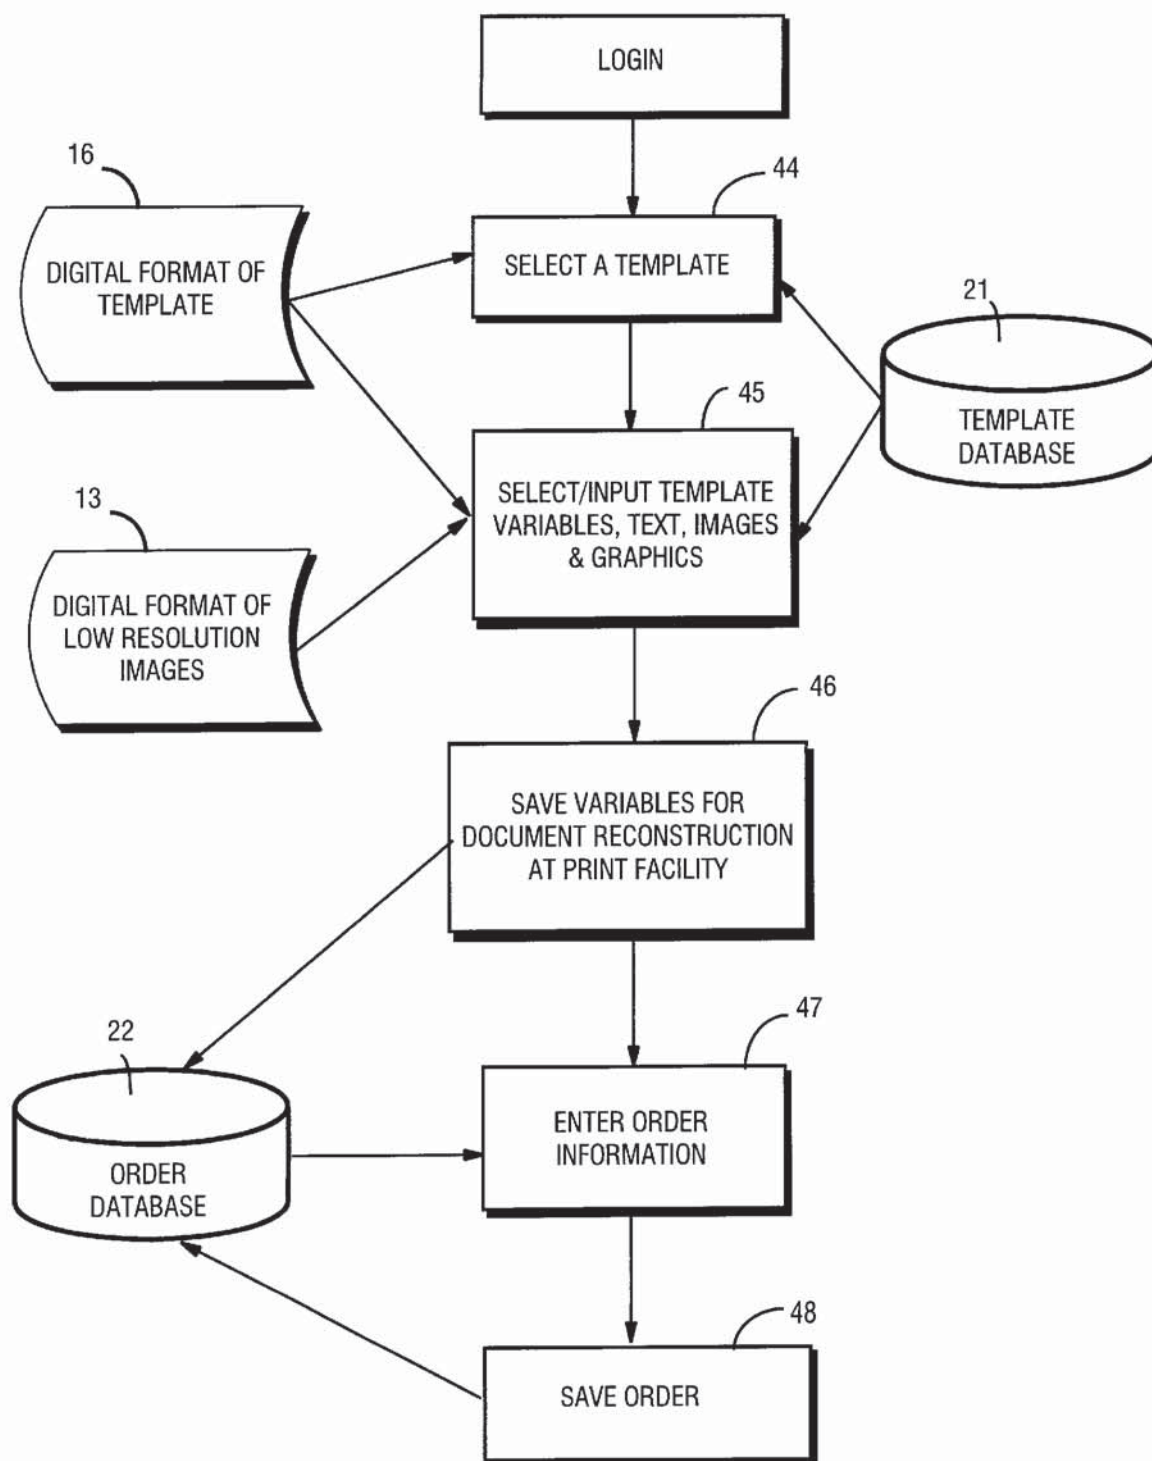 LOGIN
16
44
DIGITAL FORMAT OF
TEMPLATE
SELECT A TEMPLATE
21
TEMPLATE
DATABASE
45
SELECT/INPUT TEMPLATE
VARIABLES, TEXT, IMAGES
& GRAPHICS
13
DIGITAL FORMAT OF
LOW RESOLUTION
IMAGES
46
SAVE VARIABLES FOR
DOCUMENT RECONSTRUCTION
AT PRINT FACILITY
22
ORDER
DATABASE
47
ENTER ORDER
INFORMATION
48
SAVE ORDER